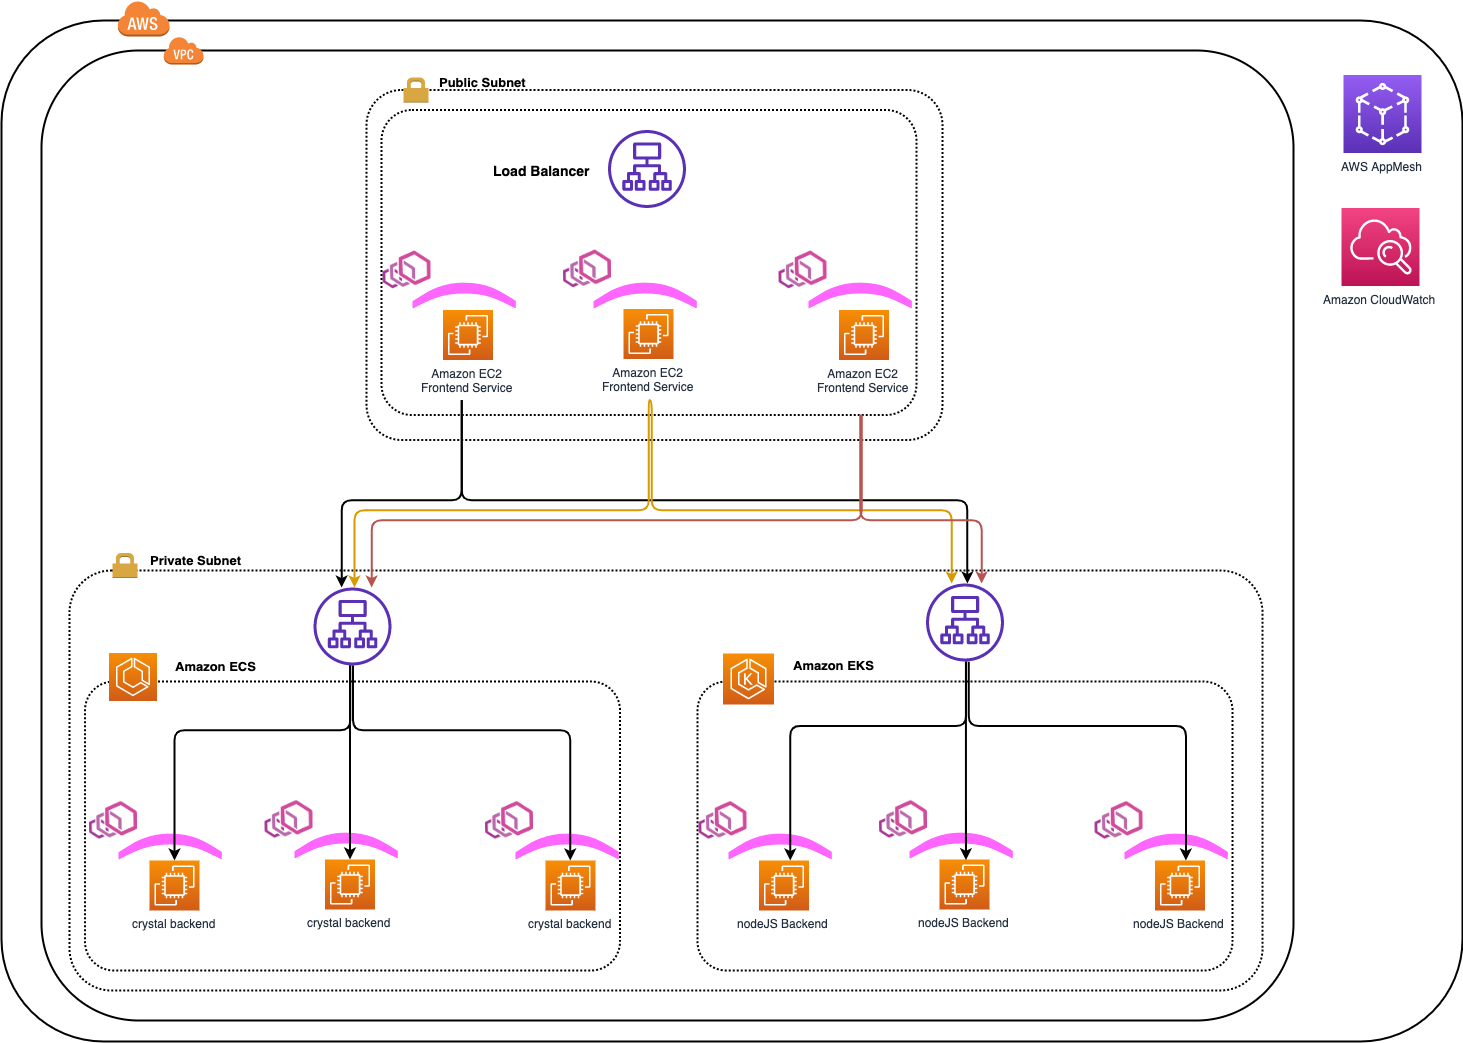 AWS
VPC
Public Subnet
Load Balancer
AWS AppMesh
Amazon CloudWatch
Amazon EC2
Frontend Service
Amazon EC2
Frontend Service
Amazon EC2
Frontend Service
Private Subnet
Amazon ECS
Amazon EKS
K
crystal backend
crystal backend
crystal backend
nodeJS Backend
nodeJS Backend
nodeJS Backend